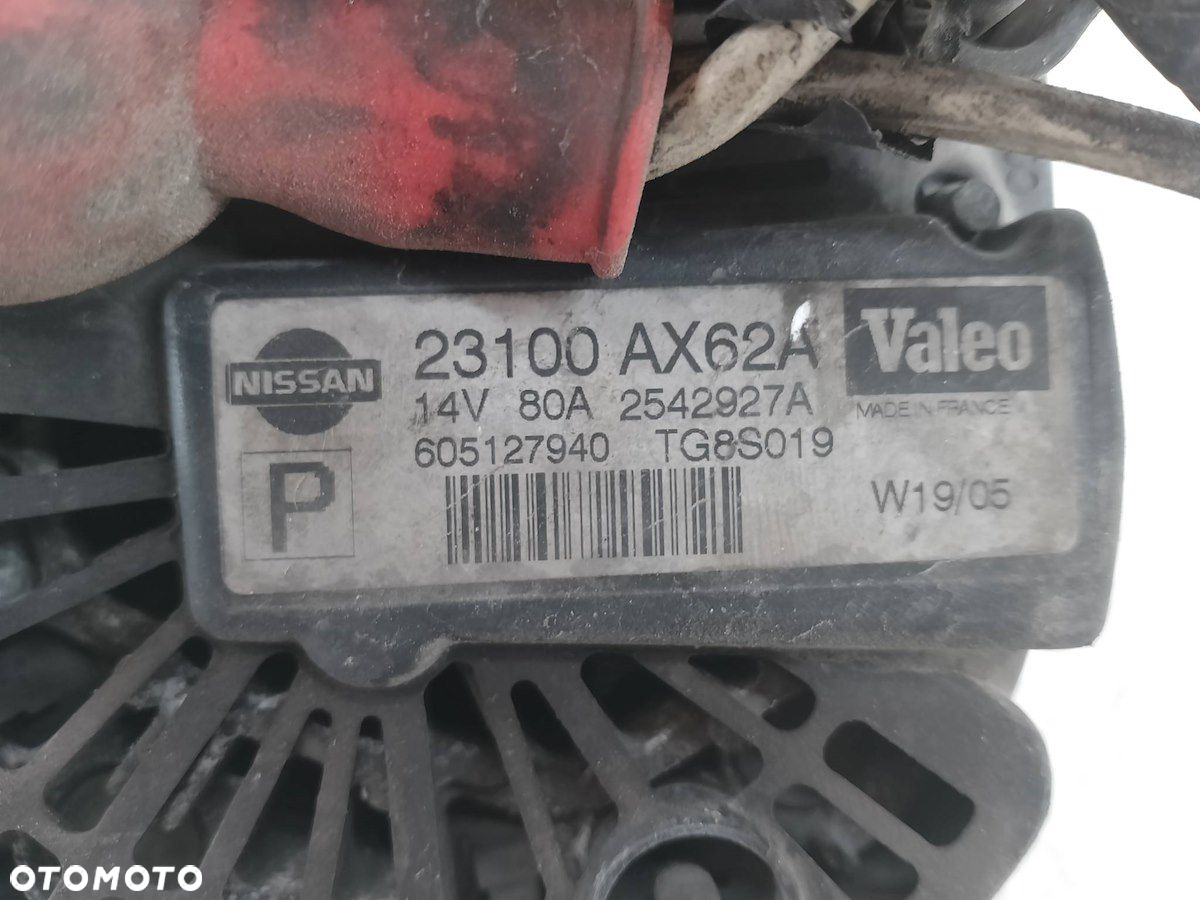 NISSAN
23100 AX62A
14V 80A 2542927A
605127940 TG8S019
Valeo
MADE IN FRANCE
P
W19/05
OTOMOTO